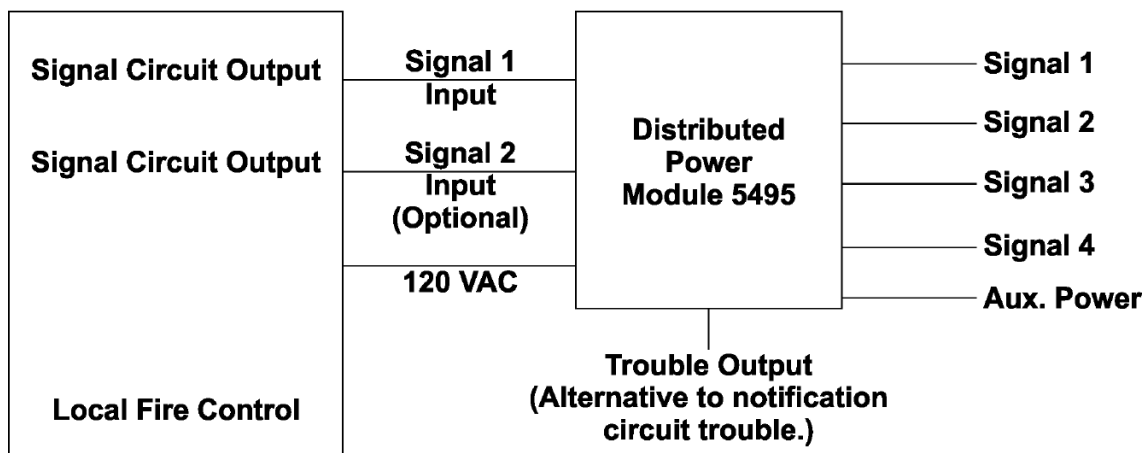 Signal Circuit Output
Signal Circuit Output
Local Fire Control
Signal 1
Input
Signal 2
Input
(Optional)
120 VAC
Distributed
Power
Module 5495
Signal 1
Signal 2
Signal 3
Signal 4
Aux. Power
Trouble Output
(Alternative to notification
circuit trouble.)